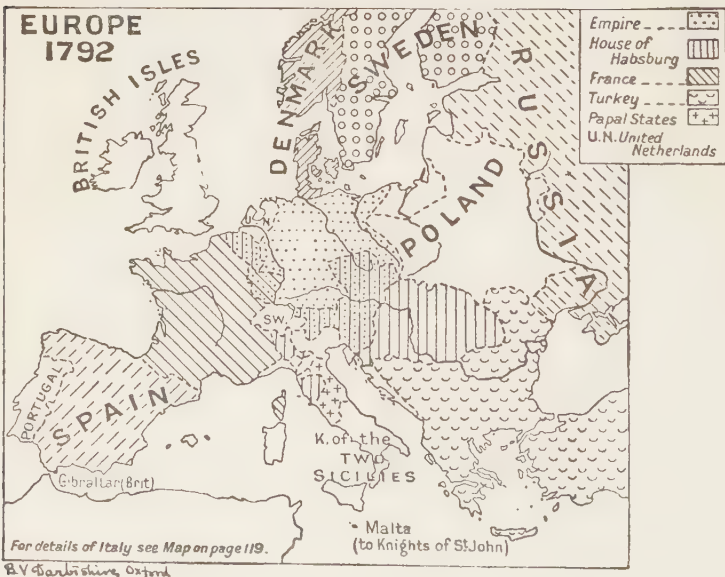 EUROPE
1792
Empire
House of
Habsburg
France
Turkey
Papal States
U.N. United
Netherlands
BRITISH ISLES
DENMARK
SWEDEN
RUSSIA
POLAND
U N
SW.
PORTUGAL
SPAIN
K. of the
TWO
SICILIES
Gibraltar (Brit)
Malta
(to Knights of St. John)
For details of Italy see Map on page 119.
B.V. Darbishire, Oxford